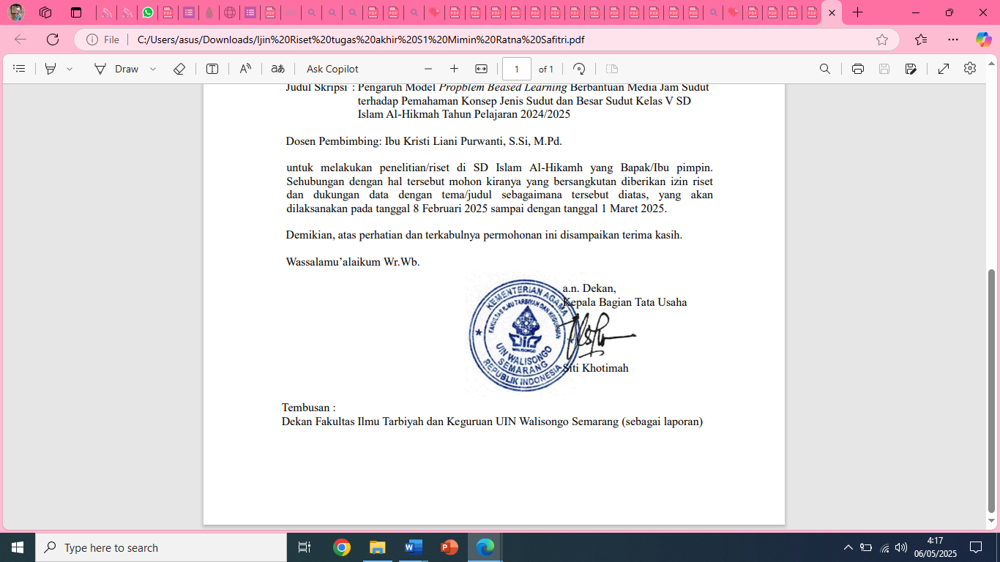 File
C:/Users/asus/Downloads/Ijin%20Riset%20tugas%20akhir%20S1%20Mimin%20Ratna%20Safitri.pdf
Draw
Ask Copilot
1 of 1
Judul Skripsi : Pengaruh Model Propblem Beased Learning Berbantuan Media Jam Sudut
terhadap Pemahaman Konsep Jenis Sudut dan Besar Sudut Kelas V SD
Islam Al-Hikmah Tahun Pelajaran 2024/2025
Dosen Pembimbing: Ibu Kristi Liani Purwanti, S.Si, M.Pd.
untuk melakukan penelitian/riset di SD Islam Al-Hikamh yang Bapak/Ibu pimpin.
Sehubungan dengan hal tersebut mohon kiranya yang bersangkutan diberikan izin riset
dan dukungan data dengan tema/judul sebagaimana tersebut diatas, yang akan
dilaksanakan pada tanggal 8 Februari 2025 sampai dengan tanggal 1 Maret 2025.
Demikian, atas perhatian dan terkabulnya permohonan ini disampaikan terima kasih.
Wassalamu’alaikum Wr.Wb.
a.n. Dekan,
Kepala Bagian Tata Usaha
KEMENTERIAN AGAMA
FAKULTAS ILMU TARBIYAH DAN KEGURUAN
WALISONGO
UIN WALISONGO
SEMARANG
REPUBLIK INDONESIA
Siti Khotimah
Tembusan :
Dekan Fakultas Ilmu Tarbiyah dan Keguruan UIN Walisongo Semarang (sebagai laporan)
Type here to search
4:17
06/05/2025